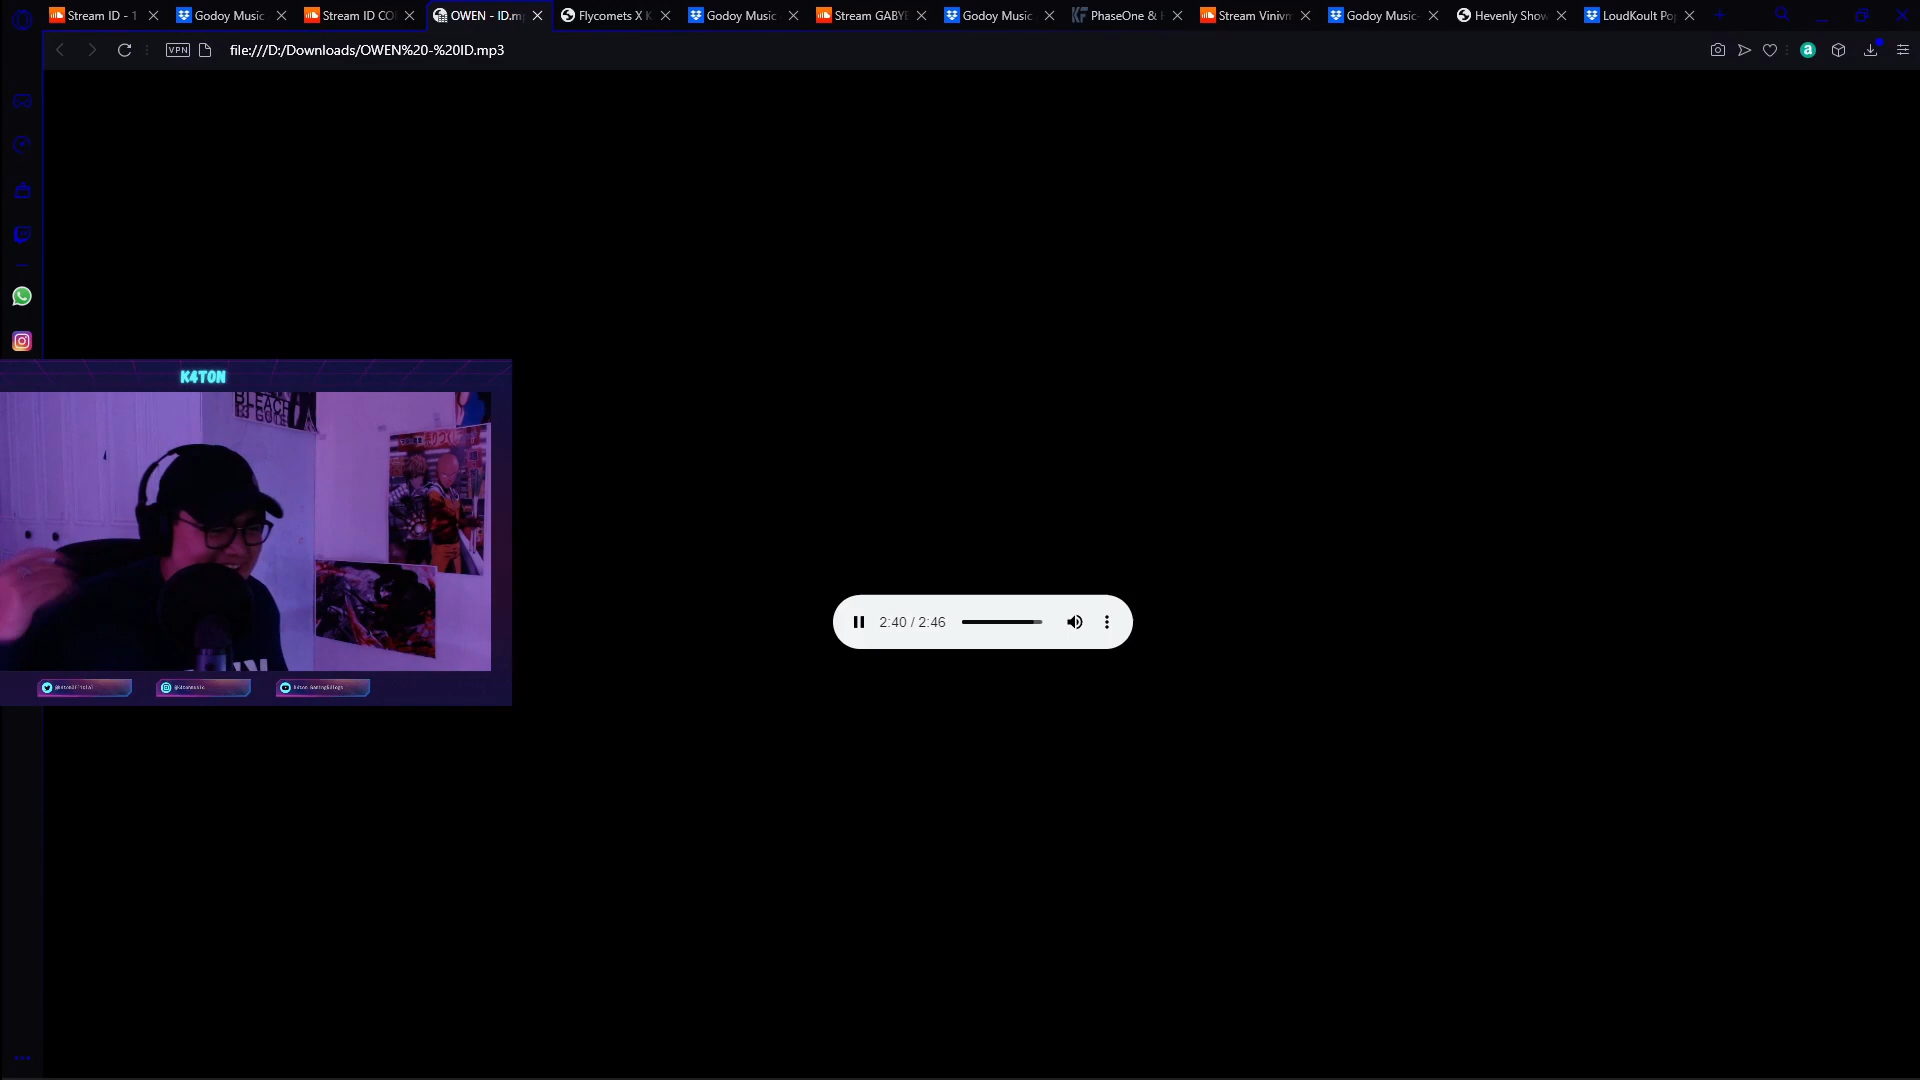 Stream ID - 1
Godoy Music
Stream ID CO
OWEN - ID.m
Flycomets X K
Godoy Music
Stream GABY
Godoy Music
PhaseOne &
Stream Vinivm
Godoy Music-
Hevenly Show
LoudKoult Po
VPN
file:///D:/Downloads/OWEN%20-%20ID.mp3
K4TON
BLEACH
2:40 / 2:46
@k4tonmusic